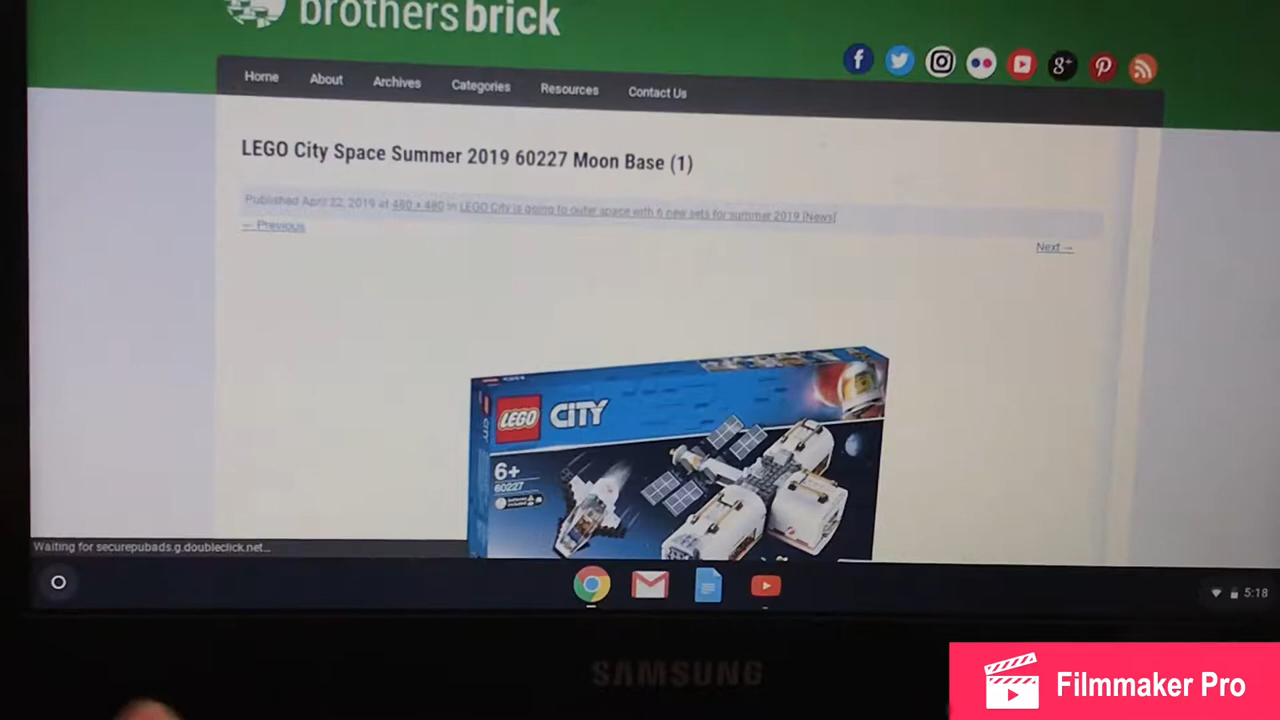 brothersbrick
Home About Archives Categories Resources Contact Us
LEGO City Space Summer 2019 60227 Moon Base (1)
Published April 22, 2019 at 480 × 480 in LEGO City is going to outer space with 6 new sets for summer 2019 [News]
← Previous
Next →
LEGO CITY
CITY
6+
60227
Waiting for securepubads.g.doubleclick.net...
5:18
SAMSUNG
Filmmaker Pro